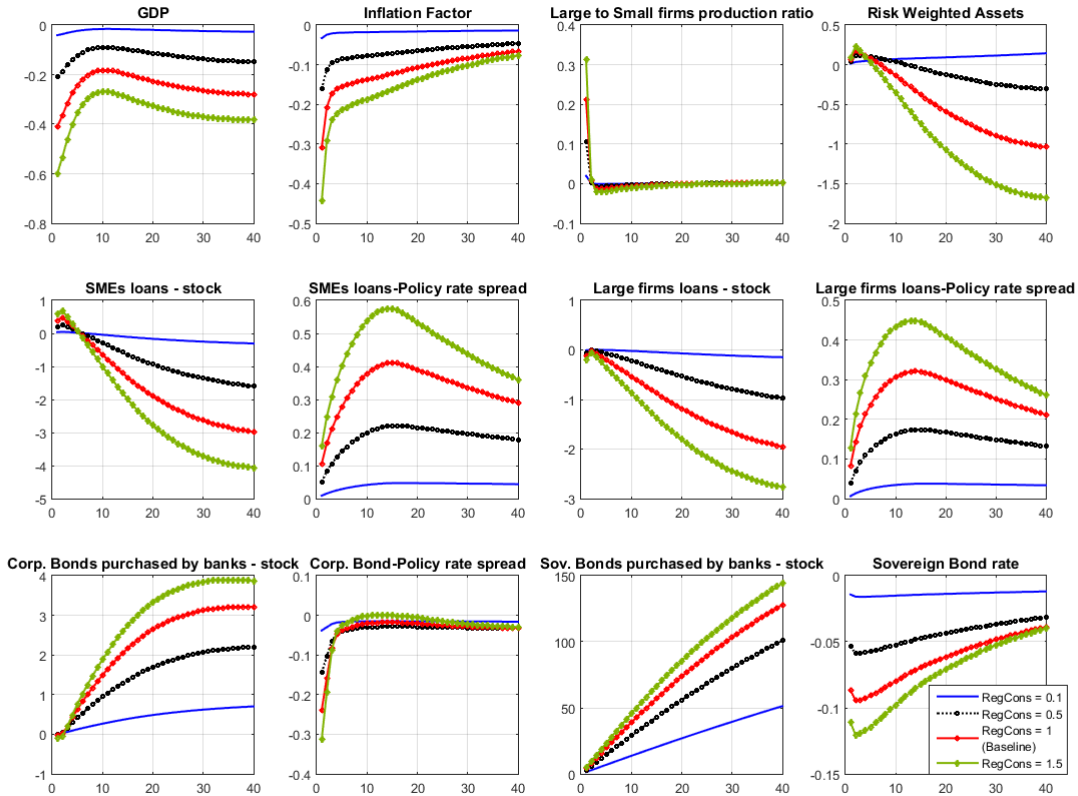 GDP
Inflation Factor
Large to Small firms production ratio
Risk Weighted Assets
0
-0.2
-0.4
-0.6
-0.8
0 10 20 30 40
0
-0.1
-0.2
-0.3
-0.4
-0.5
0 10 20 30 40
0.4
0.3
0.2
0.1
0
-0.1
0 10 20 30 40
0.5
0
-0.5
-1
-1.5
-2
0 10 20 30 40
SMEs loans - stock
SMEs loans-Policy rate spread
Large firms loans - stock
Large firms loans-Policy rate spread
1
0
-1
-2
-3
-4
-5
0 10 20 30 40
0.6
0.5
0.4
0.3
0.2
0.1
0
0 10 20 30 40
1
0
-1
-2
-3
0 10 20 30 40
0.5
0.4
0.3
0.2
0.1
0
0 10 20 30 40
Corp. Bonds purchased by banks - stock
Corp. Bond-Policy rate spread
Sov. Bonds purchased by banks - stock
Sovereign Bond rate
4
3
2
1
0
-1
0 10 20 30 40
0.1
0
-0.1
-0.2
-0.3
-0.4
0 10 20 30 40
150
100
50
0
0 10 20 30 40
0
-0.05
-0.1
-0.15
0 10 20 30 40
RegCons = 0.1
RegCons = 0.5
RegCons = 1
(Baseline)
RegCons = 1.5